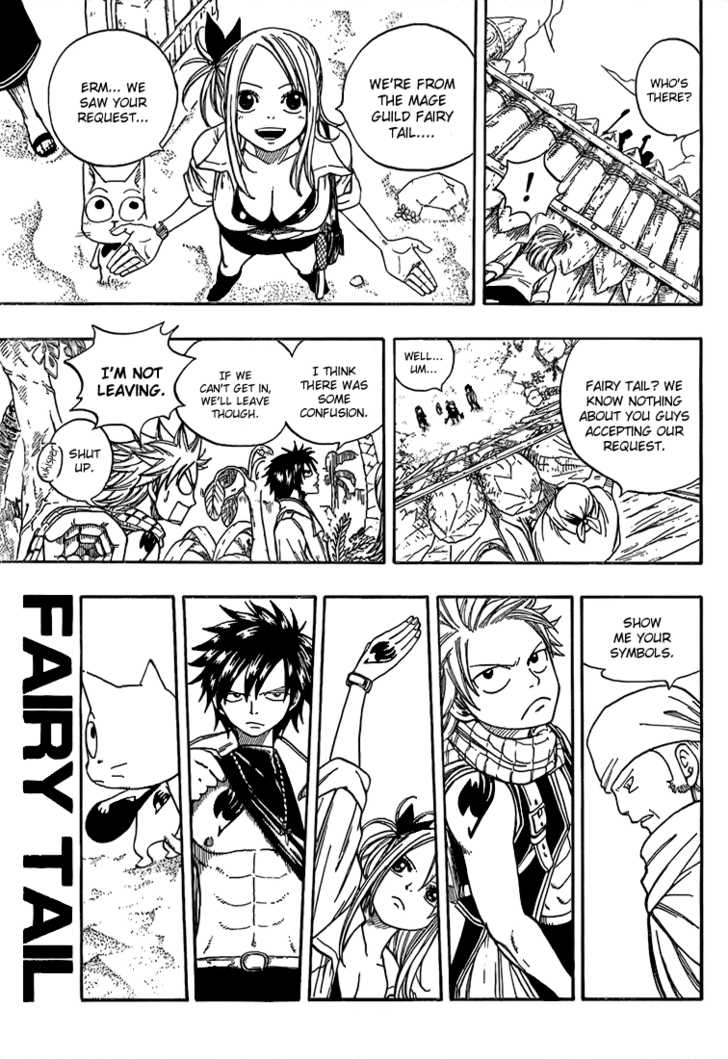 WHO'S
THERE?
!
WE'RE FROM
THE MAGE
GUILD FAIRY
TAIL....
ERM... WE
SAW YOUR
REQUEST...
FAIRY TAIL? WE
KNOW NOTHING
ABOUT YOU GUYS
ACCEPTING OUR
REQUEST.
WELL...
UM...
I THINK
THERE WAS
SOME
CONFUSION.
IF WE
CAN'T GET IN,
WE'LL LEAVE
THOUGH.
I'M NOT
LEAVING.
SHUT
UP.
whisper
SHOW
ME YOUR
SYMBOLS.
FAIRY TAIL